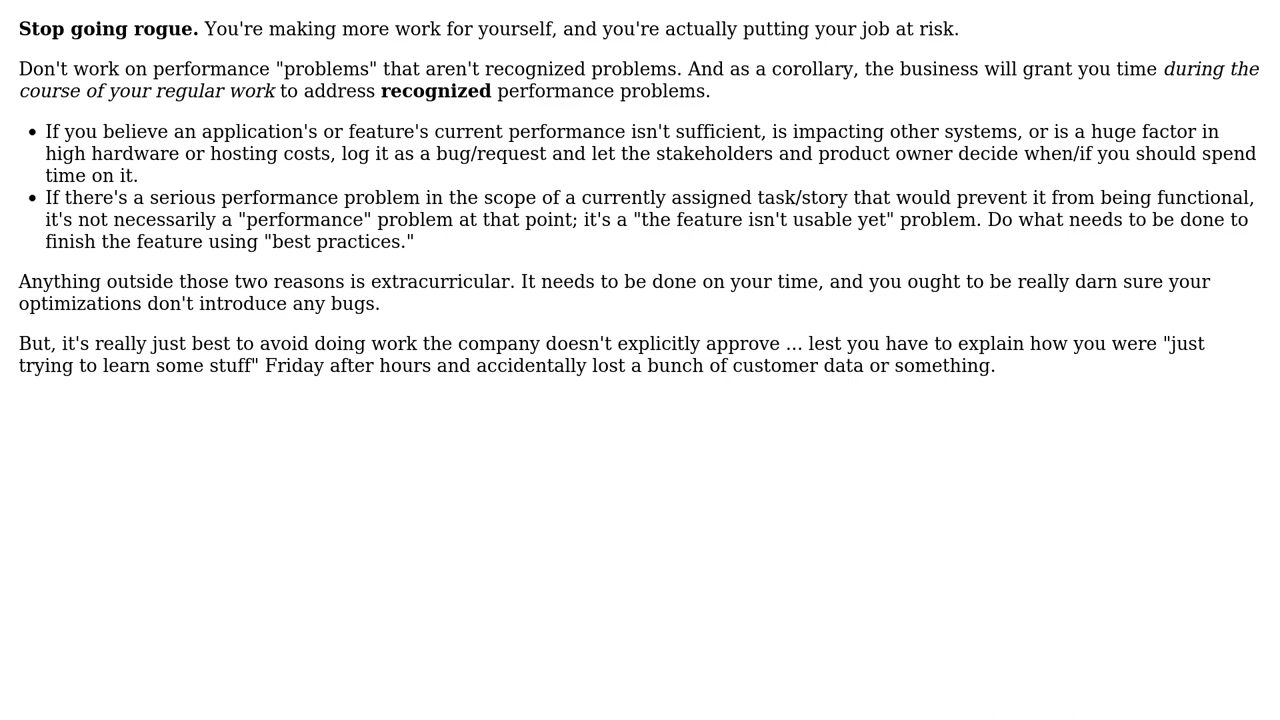 Stop going rogue. You're making more work for yourself, and you're actually putting your job at risk.
Don't work on performance "problems" that aren't recognized problems. And as a corollary, the business will grant you time during the
course of your regular work to address recognized performance problems.
• If you believe an application's or feature's current performance isn't sufficient, is impacting other systems, or is a huge factor in
high hardware or hosting costs, log it as a bug/request and let the stakeholders and product owner decide when/if you should spend
time on it.
• If there's a serious performance problem in the scope of a currently assigned task/story that would prevent it from being functional,
it's not necessarily a "performance" problem at that point; it's a "the feature isn't usable yet" problem. Do what needs to be done to
finish the feature using "best practices."
Anything outside those two reasons is extracurricular. It needs to be done on your time, and you ought to be really darn sure your
optimizations don't introduce any bugs.
But, it's really just best to avoid doing work the company doesn't explicitly approve ... lest you have to explain how you were "just
trying to learn some stuff" Friday after hours and accidentally lost a bunch of customer data or something.